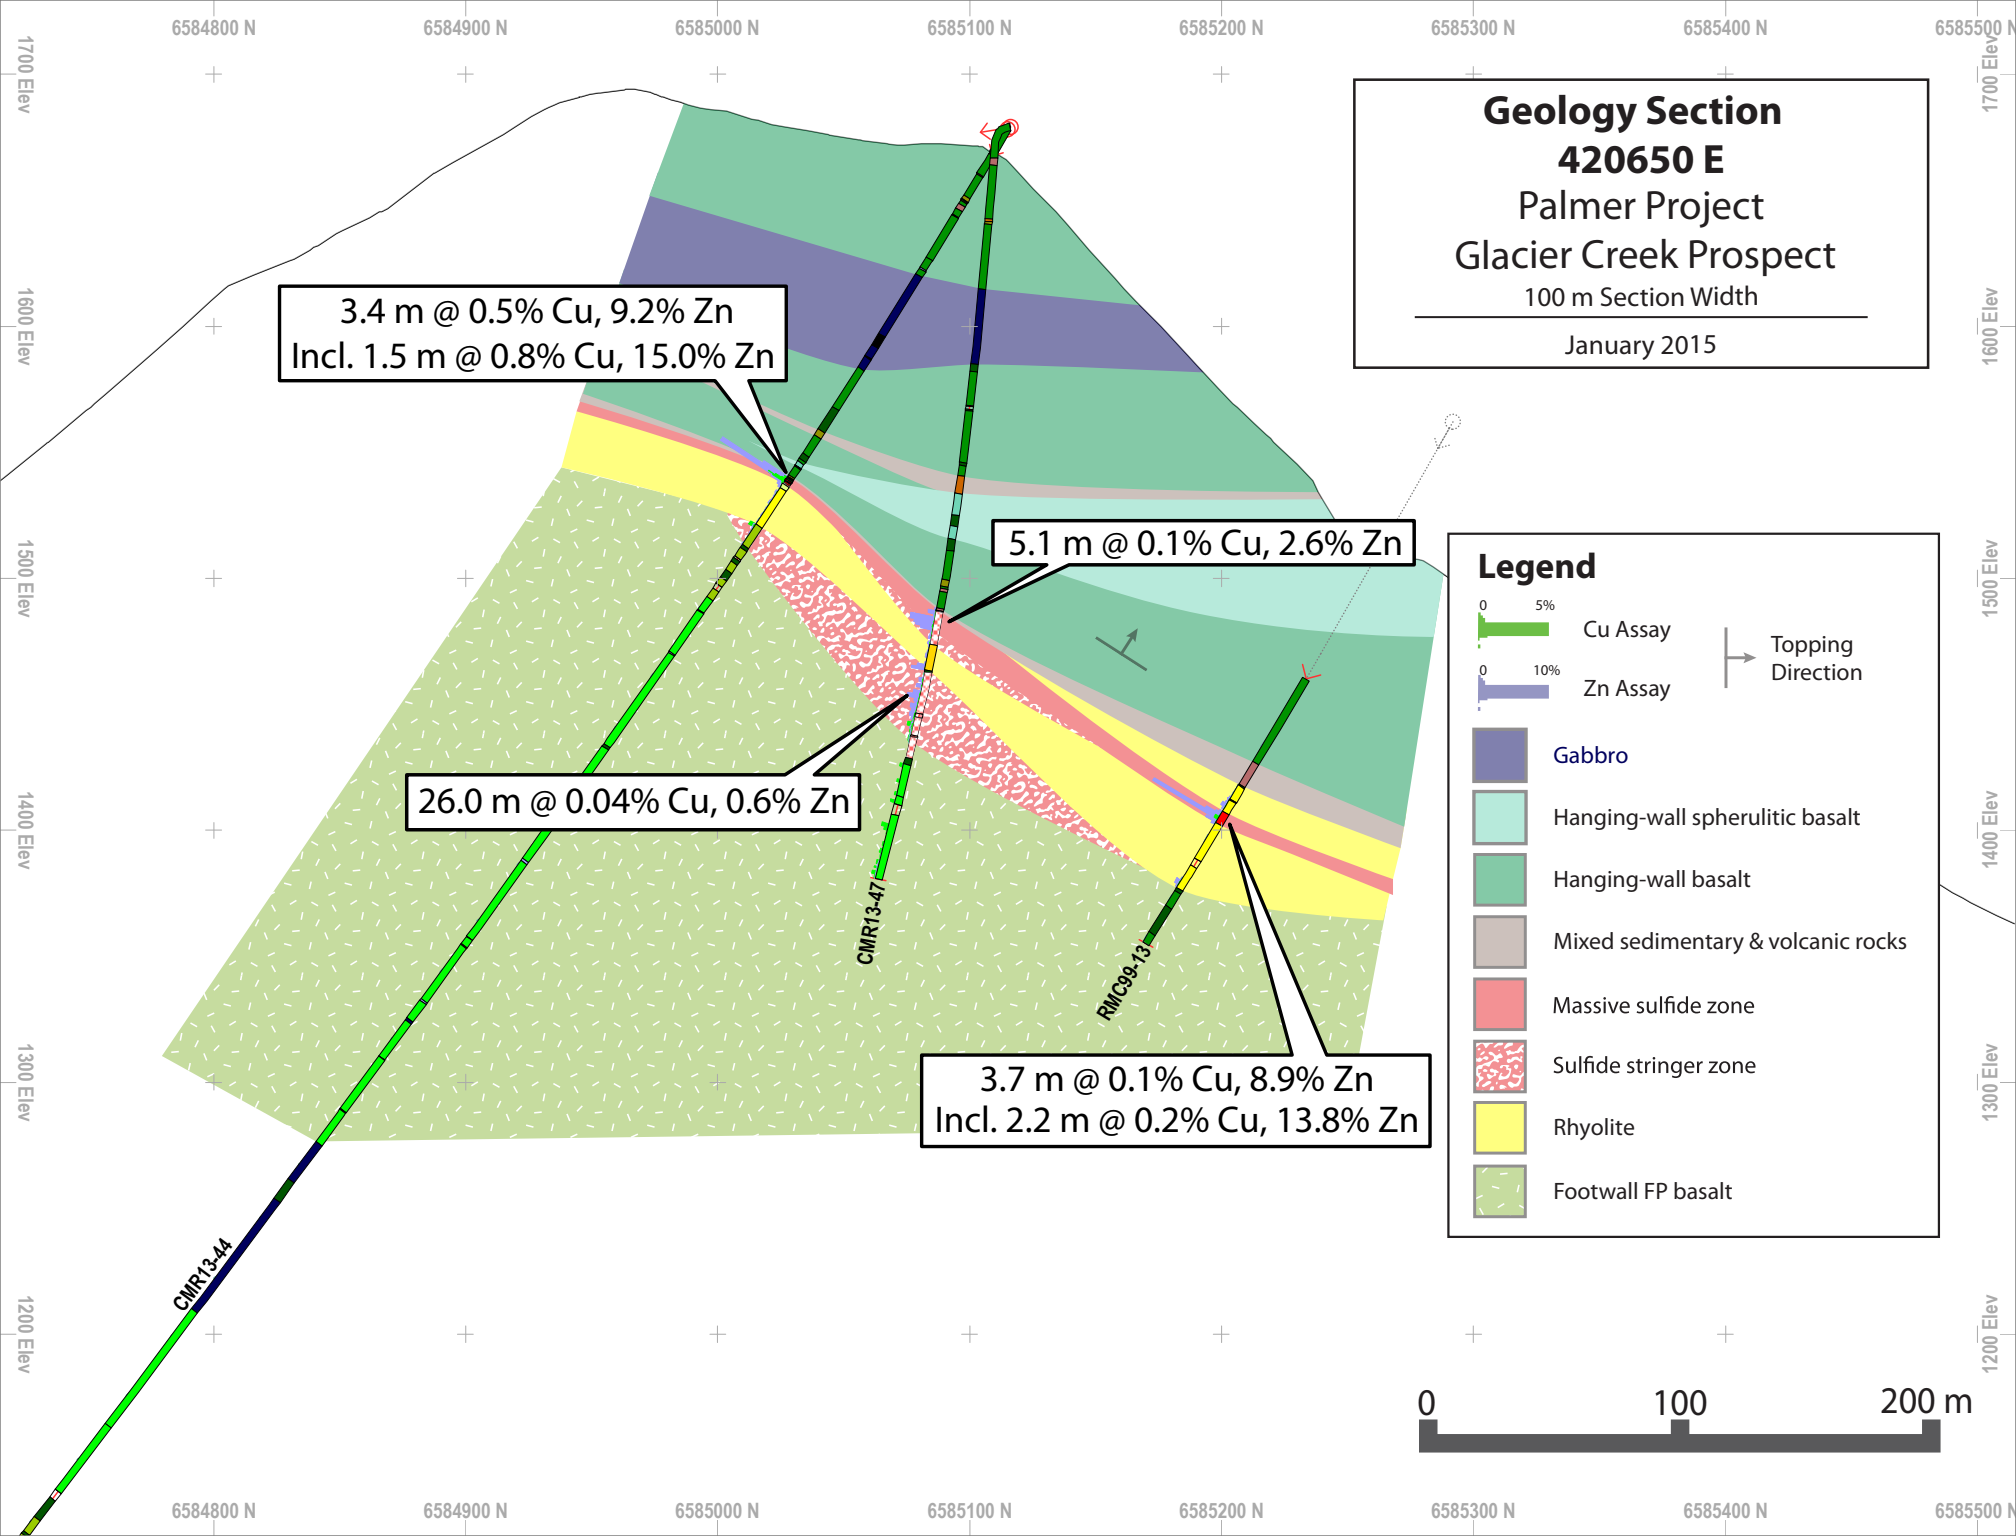 6584800 N
6584900 N
6585000 N
6585100 N
6585200 N
6585300 N
6585400 N
6585500 N
1700 Elev
1700 Elev
Geology Section
420650 E
Palmer Project
Glacier Creek Prospect
100 m Section Width
January 2015
1600 Elev
1600 Elev
3.4 m @ 0.5% Cu, 9.2% Zn
Incl. 1.5 m @ 0.8% Cu, 15.0% Zn
5.1 m @ 0.1% Cu, 2.6% Zn
1500 Elev
1500 Elev
26.0 m @ 0.04% Cu, 0.6% Zn
1400 Elev
1400 Elev
CMR13-47
RMC99-13
3.7 m @ 0.1% Cu, 8.9% Zn
Incl. 2.2 m @ 0.2% Cu, 13.8% Zn
1300 Elev
1300 Elev
CMR13-44
1200 Elev
1200 Elev
Legend
0 5%
Cu Assay
0 10%
Zn Assay
Topping
Direction
Gabbro
Hanging-wall spherulitic basalt
Hanging-wall basalt
Mixed sedimentary & volcanic rocks
Massive sulfide zone
Sulfide stringer zone
Rhyolite
Footwall FP basalt
0 100 200 m
6584800 N
6584900 N
6585000 N
6585100 N
6585200 N
6585300 N
6585400 N
6585500 N